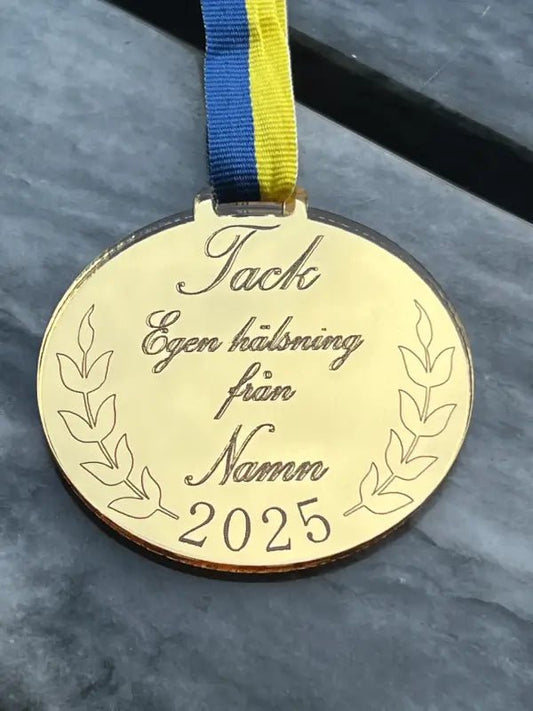 Tack
Egen hälsning
från
Namn
2025